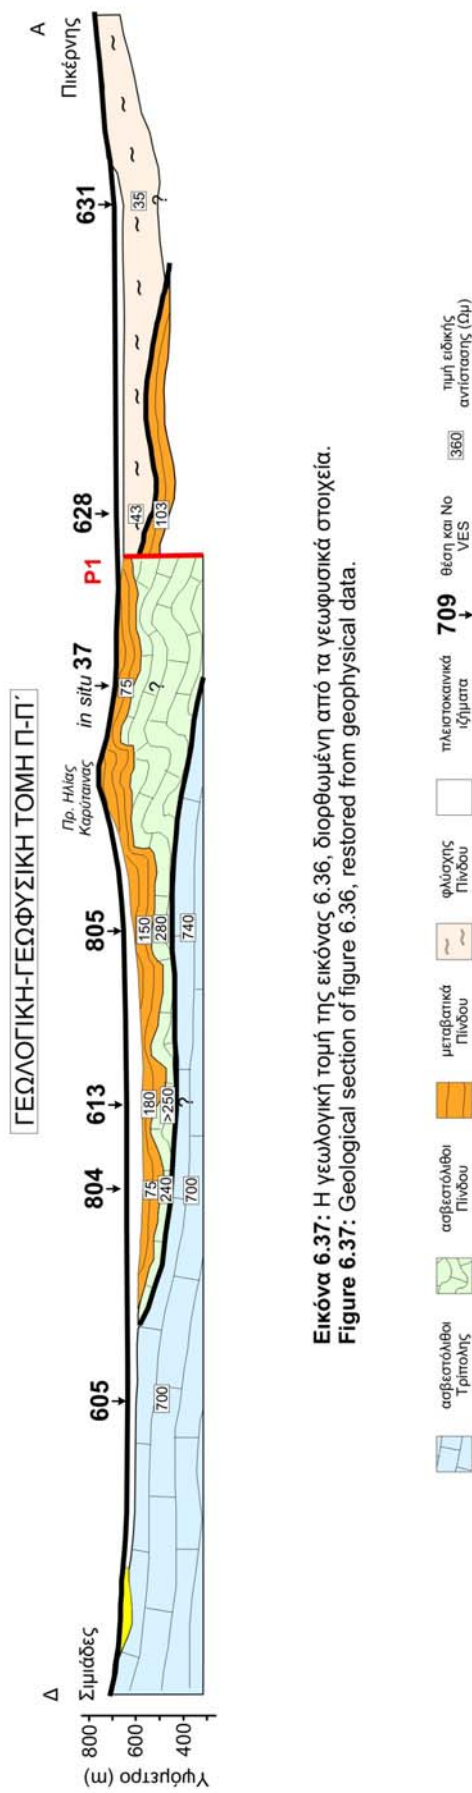 ΓΕΩΛΟΓΙΚΗ-ΓΕΩΦΥΣΙΚΗ ΤΟΜΗ Π-Π΄
Δ
Α
Σιμιάδες
Πικέρνης
Πρ. Ηλίας
Καρύταινας
605
804
613
805
in situ 37
P1
628
631
800
600
400
Υψόμετρο (m)
700
75
240
700
180
>250
?
150
280
740
75
?
43
103
35
?
Εικόνα 6.37: Η γεωλογική τομή της εικόνας 6.36, διορθωμένη από τα γεωφυσικά στοιχεία.
Figure 6.37: Geological section of figure 6.36, restored from geophysical data.
ασβεστόλιθοι
Τρίπολης
ασβεστόλιθοι
Πίνδου
μεταβατικά
Πίνδου
φλύσχης
Πίνδου
πλειστοκαινικά
ιζήματα
709
θέση και Νο
VES
360
τιμή ειδικής
αντίστασης (Ωμ)